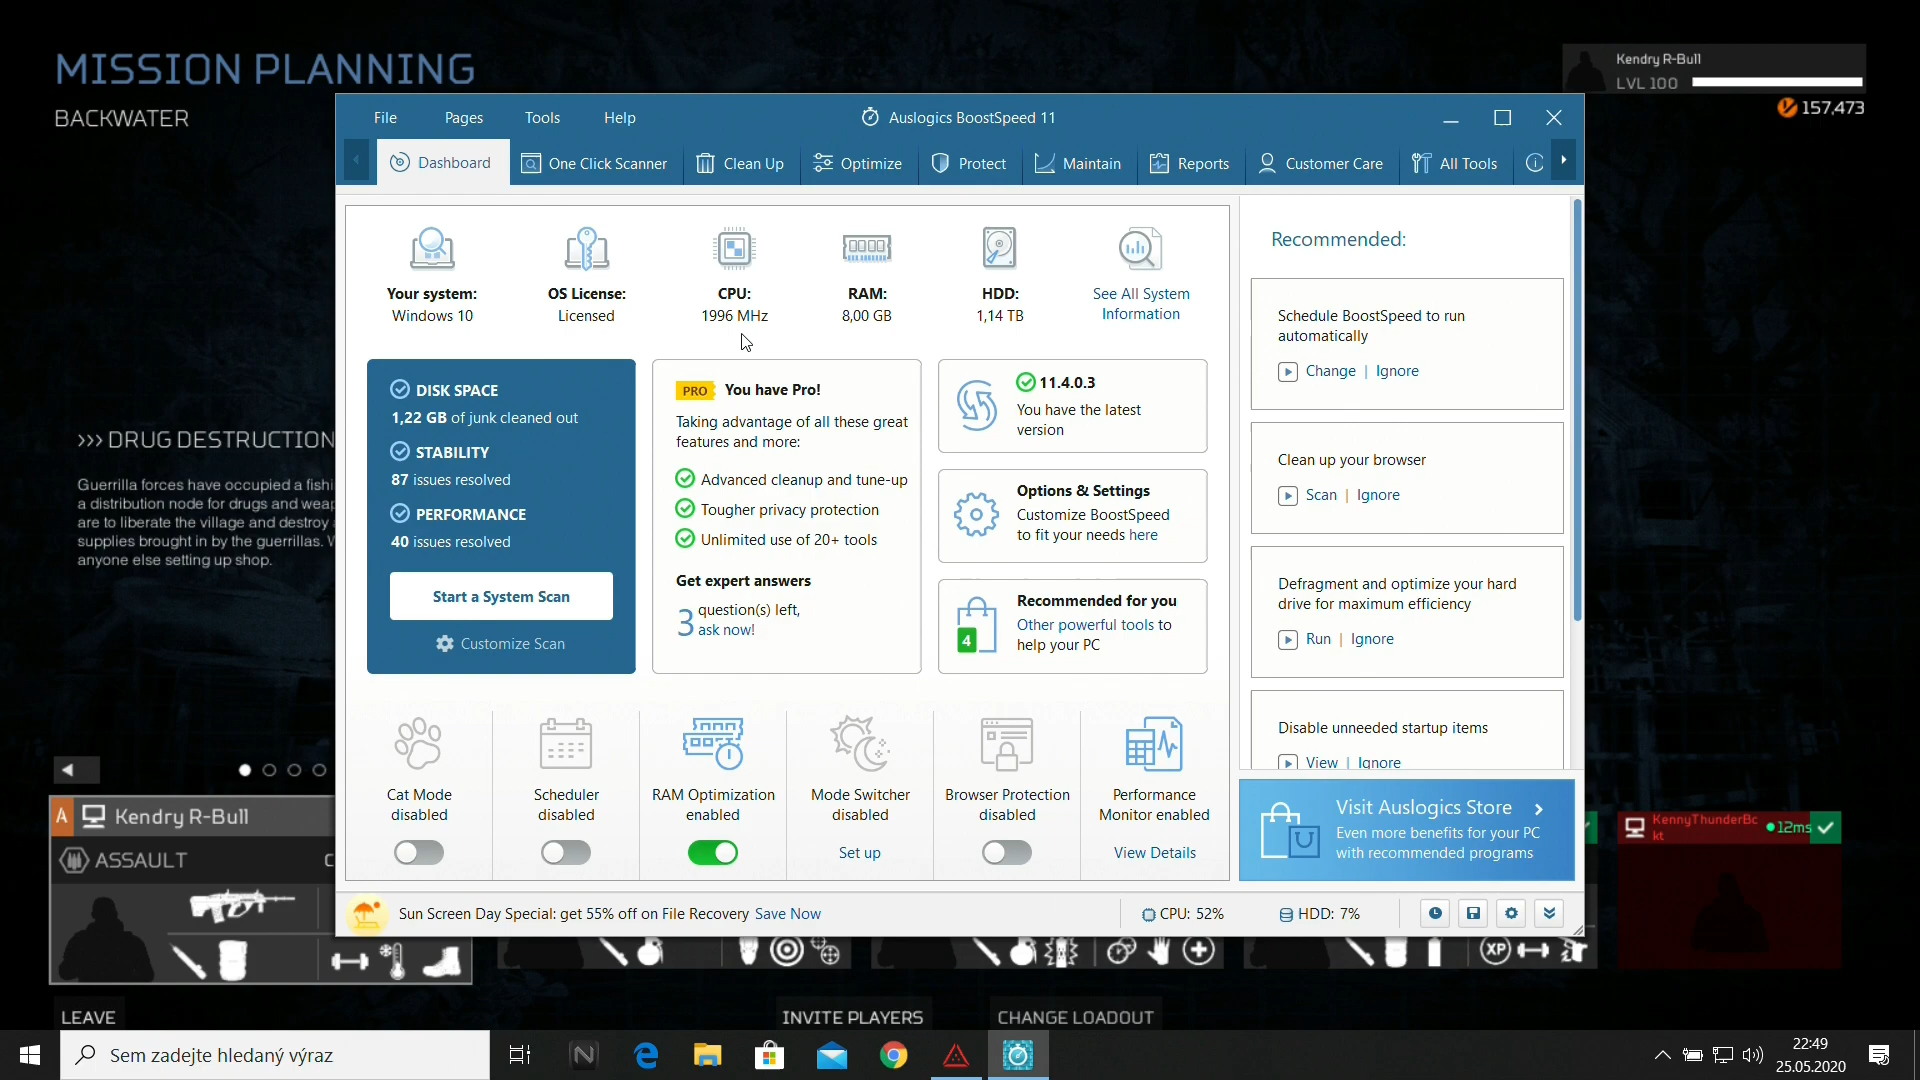 MISSION PLANNING
BACKWATER
Kendry R-Bull
LVL 100
157,473
File Pages Tools Help
Auslogics BoostSpeed 11
Dashboard
One Click Scanner
Clean Up
Optimize
Protect
Maintain
Reports
Customer Care
All Tools
Your system:
Windows 10
OS License:
Licensed
CPU:
1996 MHz
RAM:
8,00 GB
HDD:
1,14 TB
See All System
Information
DISK SPACE
1,22 GB of junk cleaned out
STABILITY
87 issues resolved
PERFORMANCE
40 issues resolved
Start a System Scan
Customize Scan
PRO You have Pro!
Taking advantage of all these great
features and more:
Advanced cleanup and tune-up
Tougher privacy protection
Unlimited use of 20+ tools
Get expert answers
3 question(s) left,
ask now!
11.4.0.3
You have the latest
version
Options & Settings
Customize BoostSpeed
to fit your needs here
4
Recommended for you
Other powerful tools to
help your PC
Recommended:
Schedule BoostSpeed to run
automatically
Change | Ignore
Clean up your browser
Scan | Ignore
Defragment and optimize your hard
drive for maximum efficiency
Run | Ignore
Disable unneeded startup items
View | Ignore
Cat Mode
disabled
Scheduler
disabled
RAM Optimization
enabled
Mode Switcher
disabled
Set up
Browser Protection
disabled
Performance
Monitor enabled
View Details
Visit Auslogics Store
Even more benefits for your PC
with recommended programs
Sun Screen Day Special: get 55% off on File Recovery Save Now
CPU: 52%
HDD: 7%
>>> DRUG DESTRUCTION
Guerrilla forces have occupied a fishi
a distribution node for drugs and weap
are to liberate the village and destroy
supplies brought in by the guerrillas. W
anyone else setting up shop.
A Kendry R-Bull
ASSAULT C
KennyThunderBc
kt
12ms
XP
LEAVE
INVITE PLAYERS
CHANGE LOADOUT
Sem zadejte hledaný výraz
N
22:49
25.05.2020